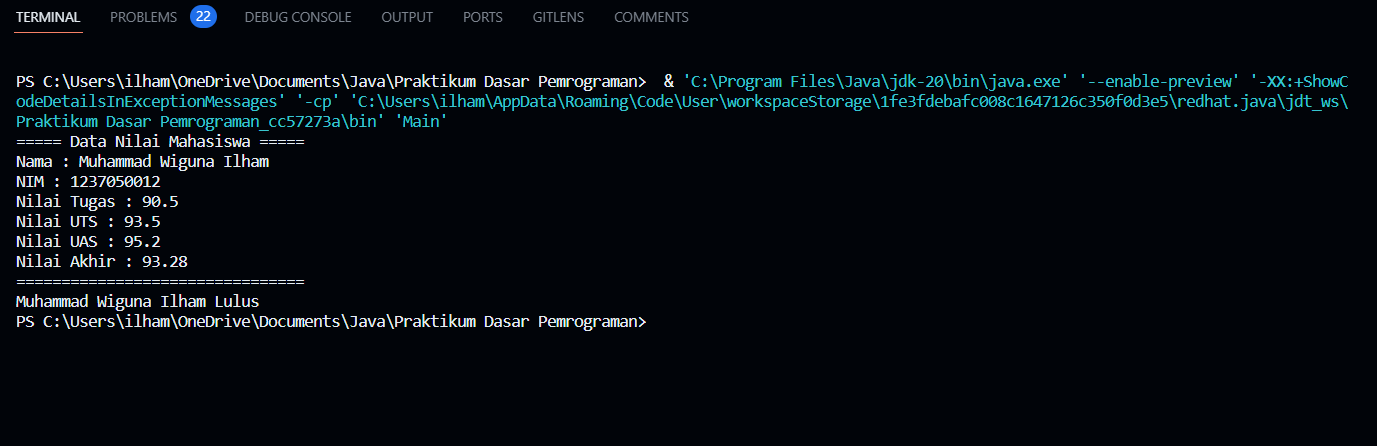 TERMINAL PROBLEMS 22 DEBUG CONSOLE OUTPUT PORTS GITLENS COMMENTS
PS C:\Users\ilham\OneDrive\Documents\Java\Praktikum Dasar Pemrograman>  & 'C:\Program Files\Java\jdk-20\bin\java.exe' '--enable-preview' '-XX:+ShowC
odeDetailsInExceptionMessages' '-cp' 'C:\Users\ilham\AppData\Roaming\Code\User\workspaceStorage\1fe3fdebafc008c1647126c350f0d3e5\redhat.java\jdt_ws\
Praktikum Dasar Pemrograman_cc57273a\bin' 'Main'
===== Data Nilai Mahasiswa =====
Nama : Muhammad Wiguna Ilham
NIM : 1237050012
Nilai Tugas : 90.5
Nilai UTS : 93.5
Nilai UAS : 95.2
Nilai Akhir : 93.28
================================
Muhammad Wiguna Ilham Lulus
PS C:\Users\ilham\OneDrive\Documents\Java\Praktikum Dasar Pemrograman>